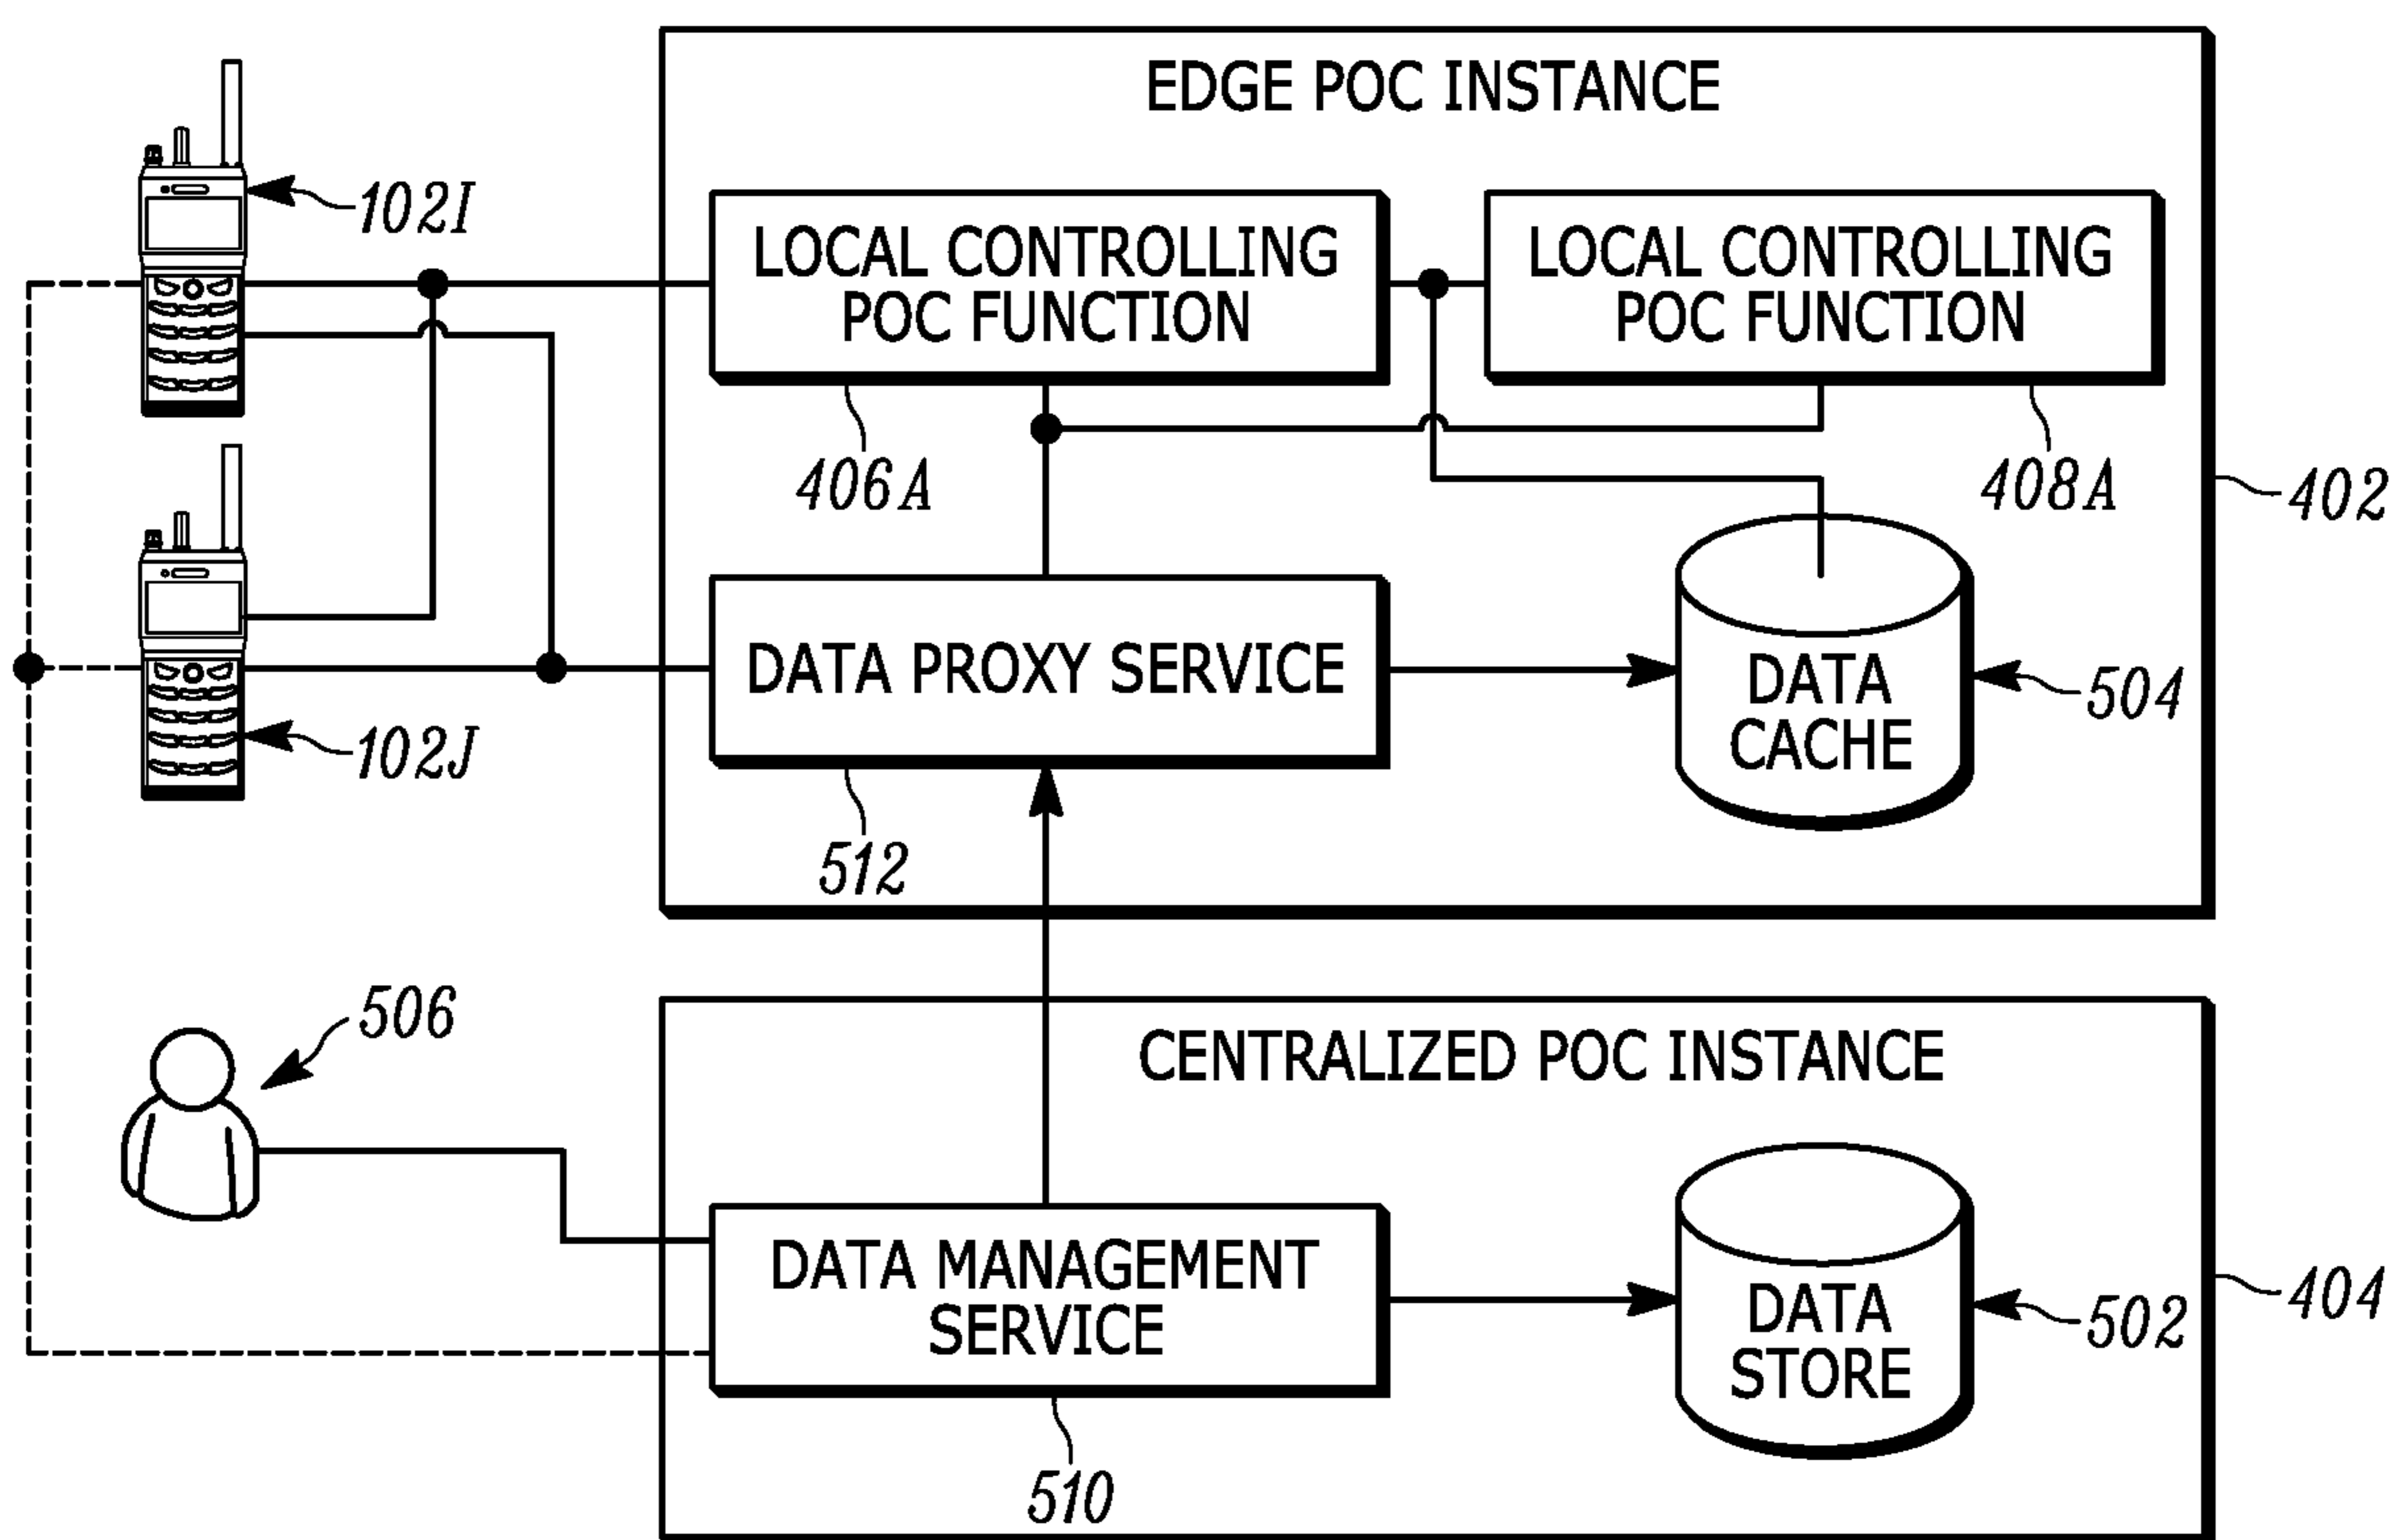 EDGE POC INSTANCE
102I
LOCAL CONTROLLING
POC FUNCTION
LOCAL CONTROLLING
POC FUNCTION
406A
408A
402
DATA PROXY SERVICE
DATA
CACHE
504
102J
512
506
CENTRALIZED POC INSTANCE
DATA MANAGEMENT
SERVICE
DATA
STORE
502
404
510